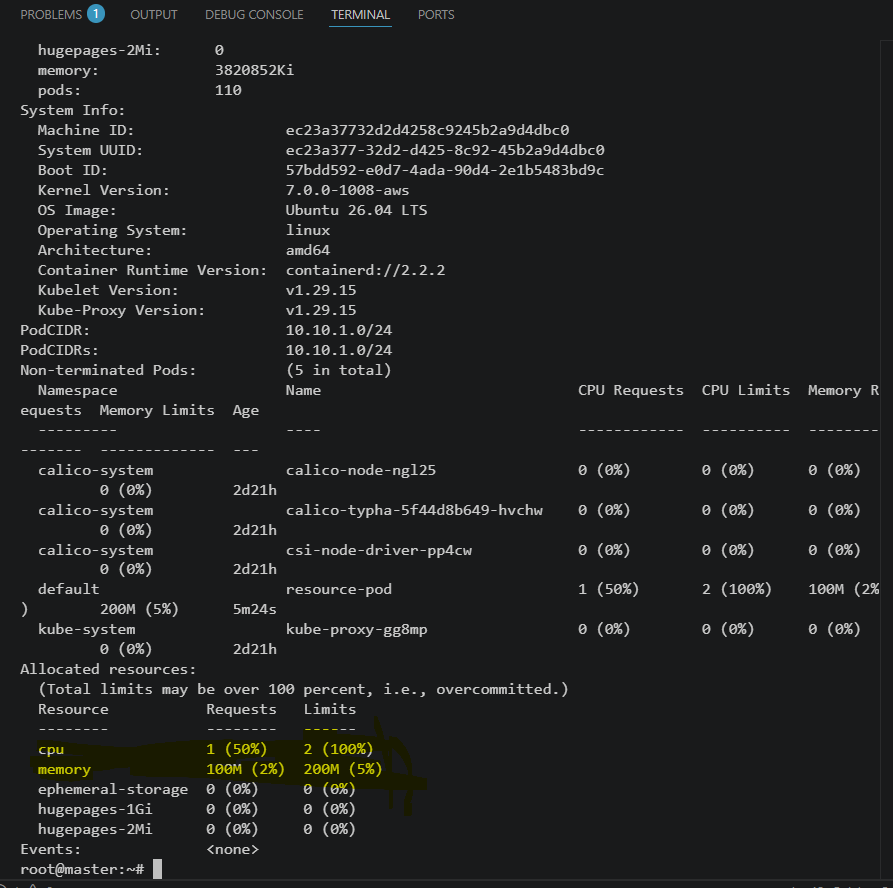 PROBLEMS 1 OUTPUT DEBUG CONSOLE TERMINAL PORTS
hugepages-2Mi: 0
memory: 3820852Ki
pods: 110
System Info:
Machine ID: ec23a37732d2d4258c9245b2a9d4dbc0
System UUID: ec23a377-32d2-d425-8c92-45b2a9d4dbc0
Boot ID: 57bdd592-e0d7-4ada-90d4-2e1b5483bd9c
Kernel Version: 7.0.0-1008-aws
OS Image: Ubuntu 26.04 LTS
Operating System: linux
Architecture: amd64
Container Runtime Version: containerd://2.2.2
Kubelet Version: v1.29.15
Kube-Proxy Version: v1.29.15
PodCIDR: 10.10.1.0/24
PodCIDRs: 10.10.1.0/24
Non-terminated Pods: (5 in total)
Namespace Name CPU Requests CPU Limits Memory R
equests Memory Limits Age
--------- ---- ------------ ---------- --------
------- ------------- ---
calico-system calico-node-ngl25 0 (0%) 0 (0%) 0 (0%)
0 (0%) 2d21h
calico-system calico-typha-5f44d8b649-hvchw 0 (0%) 0 (0%) 0 (0%)
0 (0%) 2d21h
calico-system csi-node-driver-pp4cw 0 (0%) 0 (0%) 0 (0%)
0 (0%) 2d21h
default resource-pod 1 (50%) 2 (100%) 100M (2%
) 200M (5%) 5m24s
kube-system kube-proxy-gg8mp 0 (0%) 0 (0%) 0 (0%)
0 (0%) 2d21h
Allocated resources:
(Total limits may be over 100 percent, i.e., overcommitted.)
Resource Requests Limits
-------- -------- ------
cpu 1 (50%) 2 (100%)
memory 100M (2%) 200M (5%)
ephemeral-storage 0 (0%) 0 (0%)
hugepages-1Gi 0 (0%) 0 (0%)
hugepages-2Mi 0 (0%) 0 (0%)
Events: <none>
root@master:~#